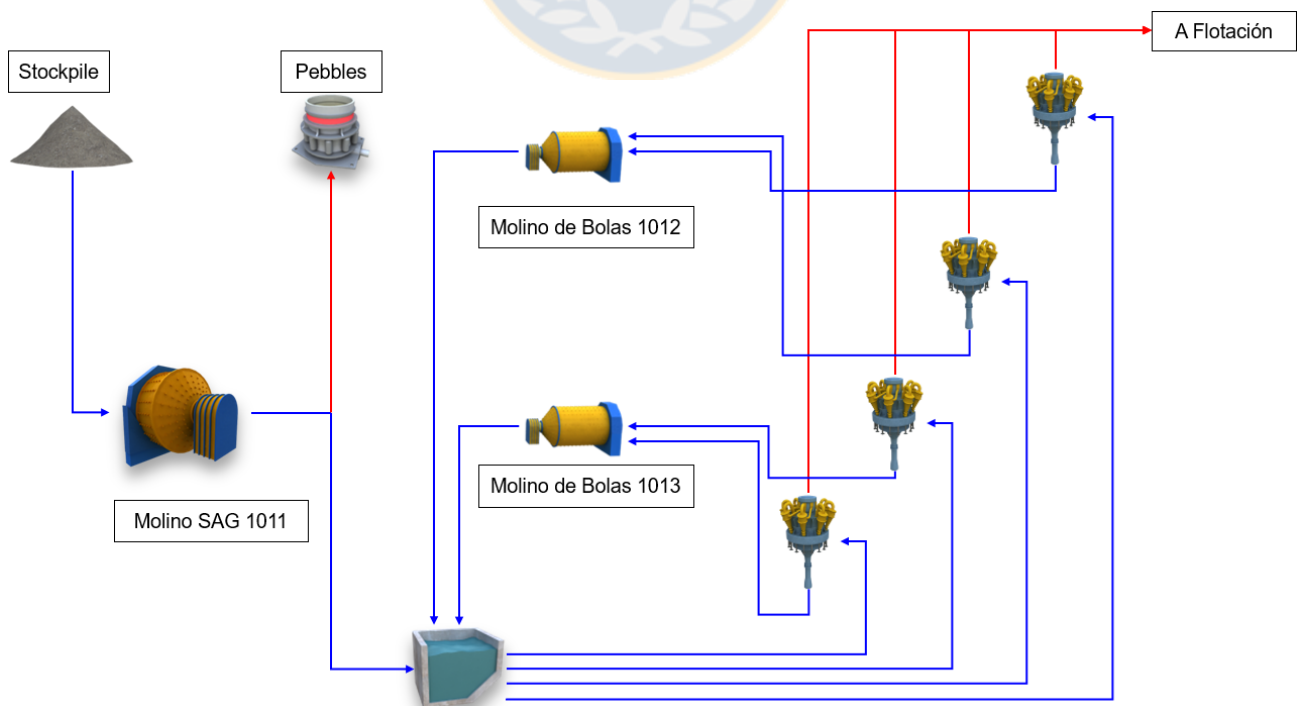 A Flotación
Stockpile
Pebbles
Molino de Bolas 1012
Molino de Bolas 1013
Molino SAG 1011